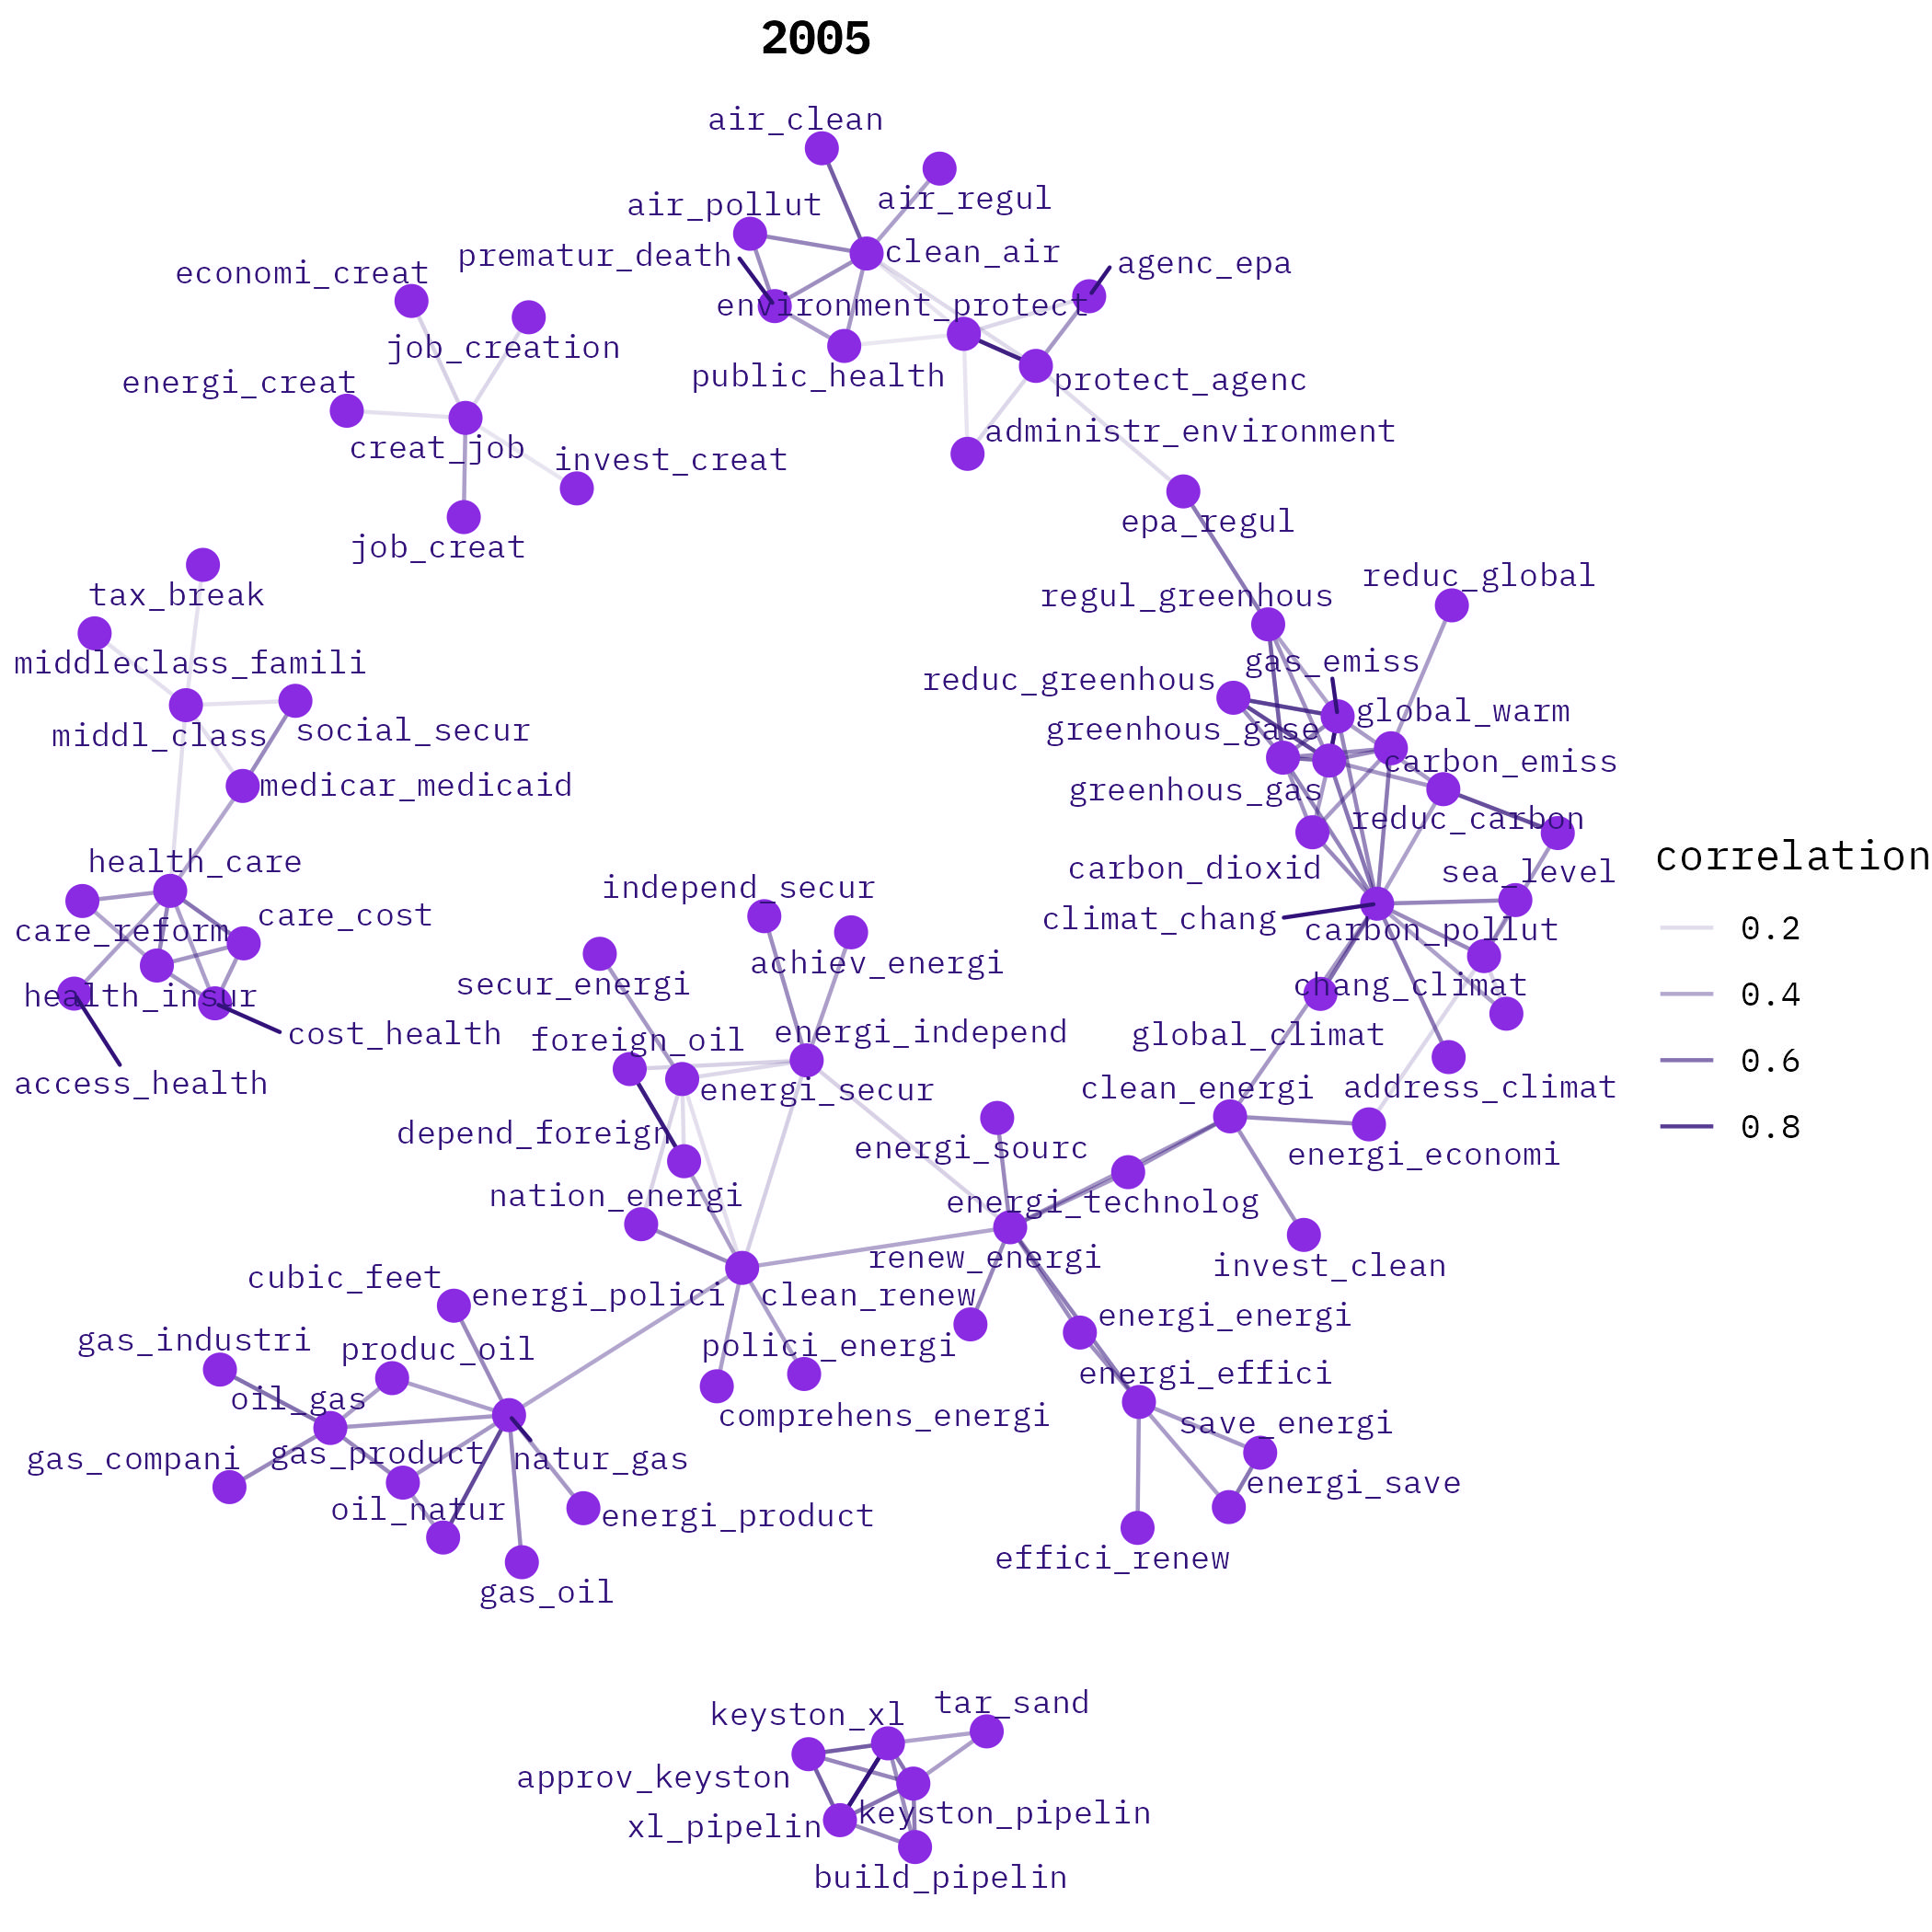 2005
air_clean
air_regul
air_pollut
clean_air
prematur_death
agenc_epa
economi_creat
environment_protect
job_creation
public_health
protect_agenc
energi_creat
administr_environment
creat_job
invest_creat
epa_regul
job_creat
reduc_global
tax_break
regul_greenhous
middleclass_famili
gas_emiss
reduc_greenhous
global_warm
middl_class
social_secur
greenhous_gase
carbon_emiss
medicar_medicaid
greenhous_gas
reduc_carbon
correlation
health_care
carbon_dioxid
sea_level
independ_secur
care_cost
climat_chang
care_reform
carbon_pollut
0.2
achiev_energi
secur_energi
chang_climat
health_insur
0.4
cost_health
foreign_oil
energi_independ
global_climat
0.6
access_health
energi_secur
clean_energi
address_climat
depend_foreign
energi_sourc
energi_economi
0.8
nation_energi
energi_technolog
renew_energi
invest_clean
cubic_feet
energi_polici
clean_renew
energi_energi
gas_industri
produc_oil
polici_energi
energi_effici
oil_gas
comprehens_energi
save_energi
gas_compani
gas_product
natur_gas
energi_save
oil_natur
energi_product
effici_renew
gas_oil
keyston_xl
tar_sand
approv_keyston
xl_pipelin
keyston_pipelin
build_pipelin